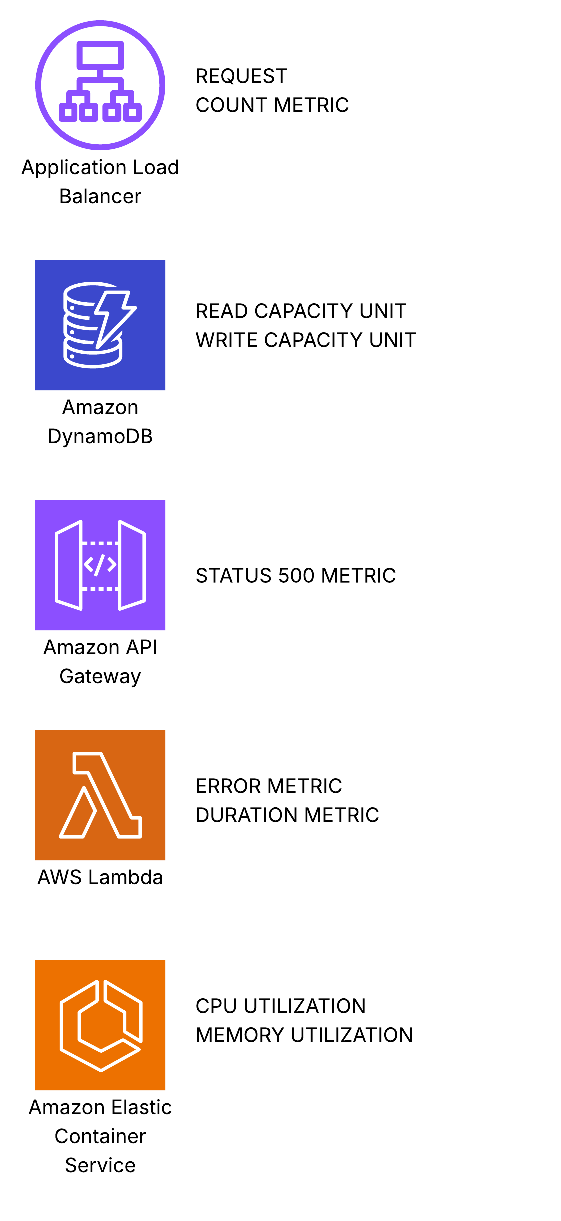 REQUEST
COUNT METRIC
Application Load
Balancer
READ CAPACITY UNIT
WRITE CAPACITY UNIT
Amazon
DynamoDB
</>
STATUS 500 METRIC
Amazon API
Gateway
ERROR METRIC
DURATION METRIC
AWS Lambda
CPU UTILIZATION
MEMORY UTILIZATION
Amazon Elastic
Container
Service